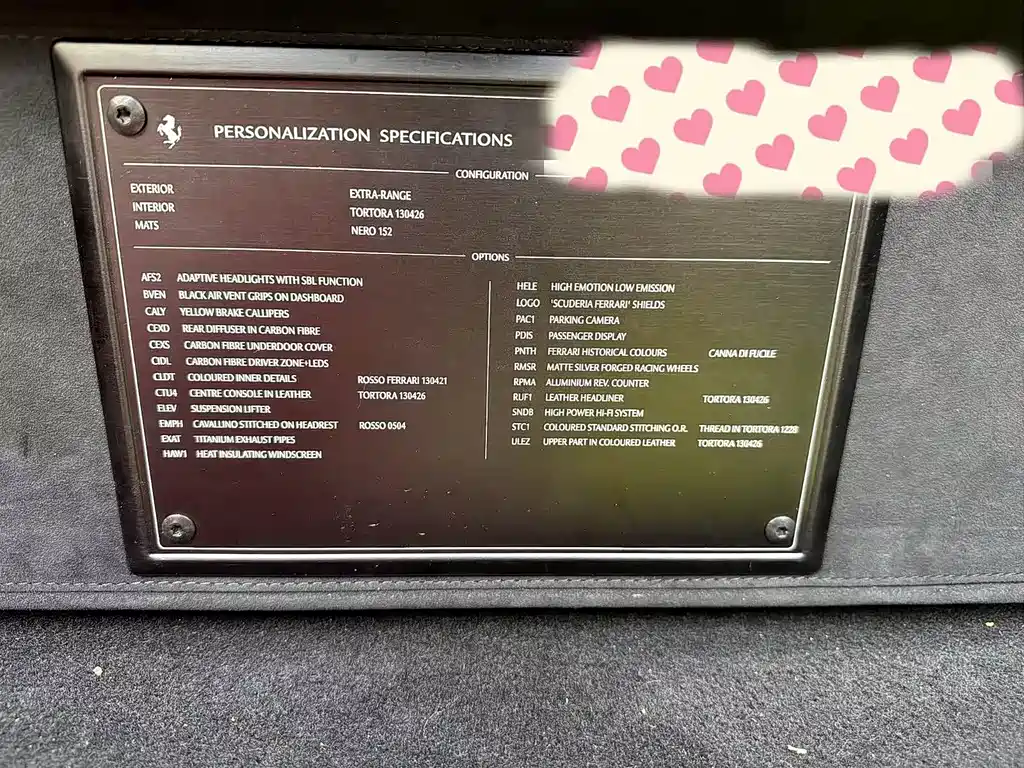 PERSONALIZATION SPECIFICATIONS
CONFIGURATION
EXTERIOR EXTRA-RANGE
INTERIOR TORTORA 130426
MATS NERO 152
OPTIONS
AFS2 ADAPTIVE HEADLIGHTS WITH SBL FUNCTION
BVEN BLACK AIR VENT GRIPS ON DASHBOARD
CALY YELLOW BRAKE CALLIPERS
CEXD REAR DIFFUSER IN CARBON FIBRE
CEXS CARBON FIBRE UNDERDOOR COVER
CIDL CARBON FIBRE DRIVER ZONE+LEDS
CLDT COLOURED INNER DETAILS ROSSO FERRARI 130421
CTU4 CENTRE CONSOLE IN LEATHER TORTORA 130426
ELEV SUSPENSION LIFTER
EMPH CAVALLINO STITCHED ON HEADREST ROSSO 0504
EXAT TITANIUM EXHAUST PIPES
HAW1 HEAT INSULATING WINDSCREEN
HELE HIGH EMOTION LOW EMISSION
LOGO 'SCUDERIA FERRARI' SHIELDS
PAC1 PARKING CAMERA
PDIS PASSENGER DISPLAY
PNTH FERRARI HISTORICAL COLOURS CANNA DI FUCILE
RMSR MATTE SILVER FORGED RACING WHEELS
RPMA ALUMINIUM REV. COUNTER
RUF1 LEATHER HEADLINER TORTORA 130426
SNDB HIGH POWER HI-FI SYSTEM
STC1 COLOURED STANDARD STITCHING O.R. THREAD IN TORTORA 1228
ULEZ UPPER PART IN COLOURED LEATHER TORTORA 130426